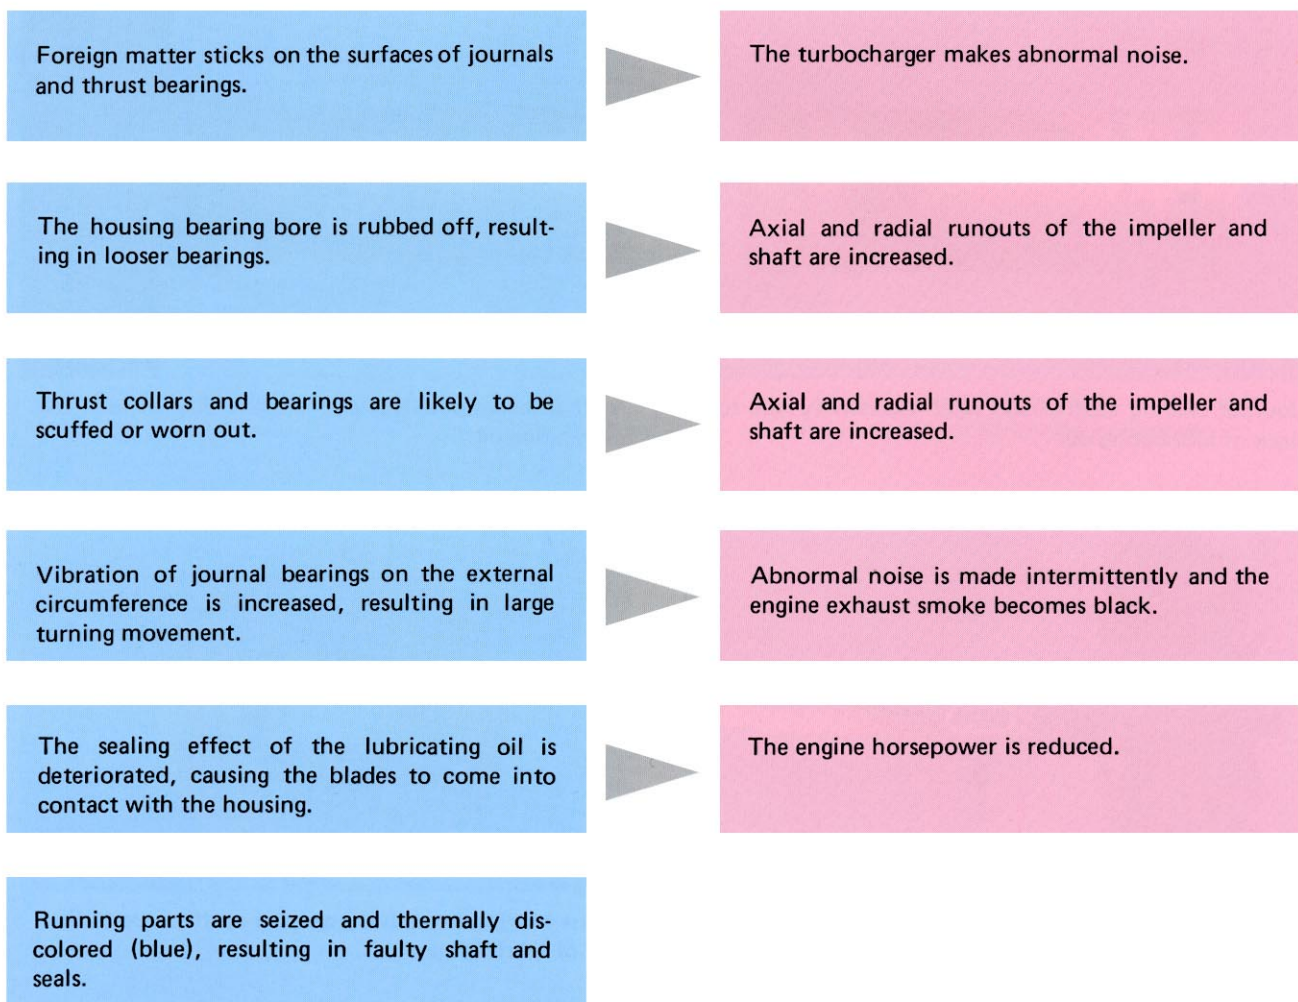 Foreign matter sticks on the surfaces of journals
and thrust bearings.
The turbocharger makes abnormal noise.
The housing bearing bore is rubbed off, result-
ing in looser bearings.
Axial and radial runouts of the impeller and
shaft are increased.
Thrust collars and bearings are likely to be
scuffed or worn out.
Axial and radial runouts of the impeller and
shaft are increased.
Vibration of journal bearings on the external
circumference is increased, resulting in large
turning movement.
Abnormal noise is made intermittently and the
engine exhaust smoke becomes black.
The sealing effect of the lubricating oil is
deteriorated, causing the blades to come into
contact with the housing.
The engine horsepower is reduced.
Running parts are seized and thermally dis-
colored (blue), resulting in faulty shaft and
seals.